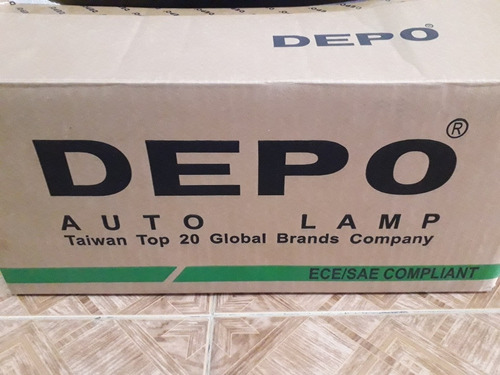 DEPO
DEPO®
AUTO LAMP
Taiwan Top 20 Global Brands Company
ECE/SAE COMPLIANT